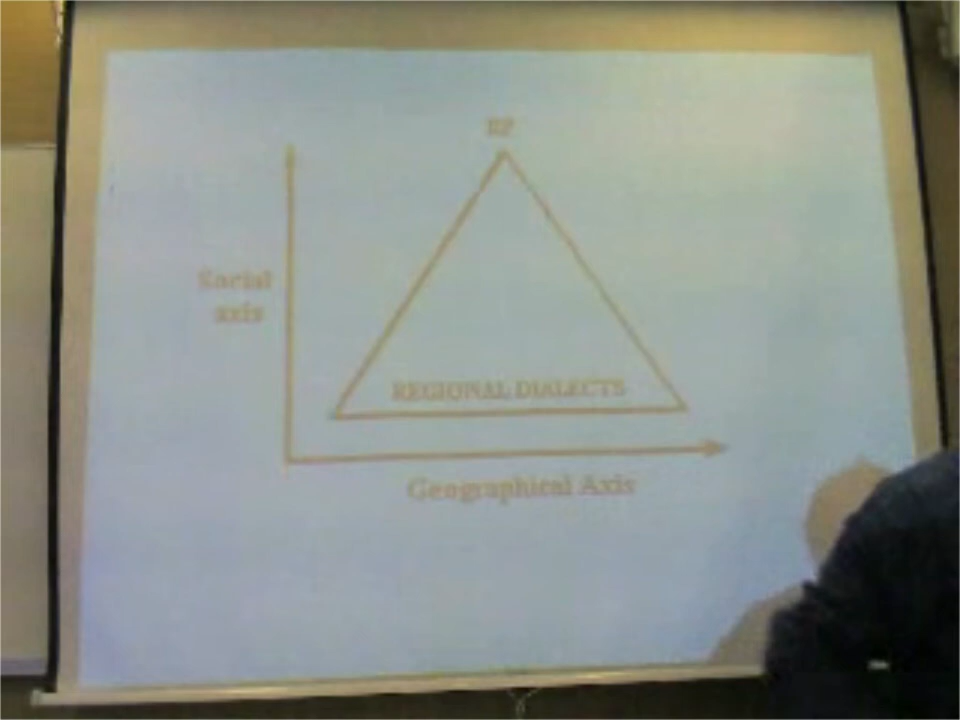 RP
Social
axis
REGIONAL DIALECTS
Geographical Axis